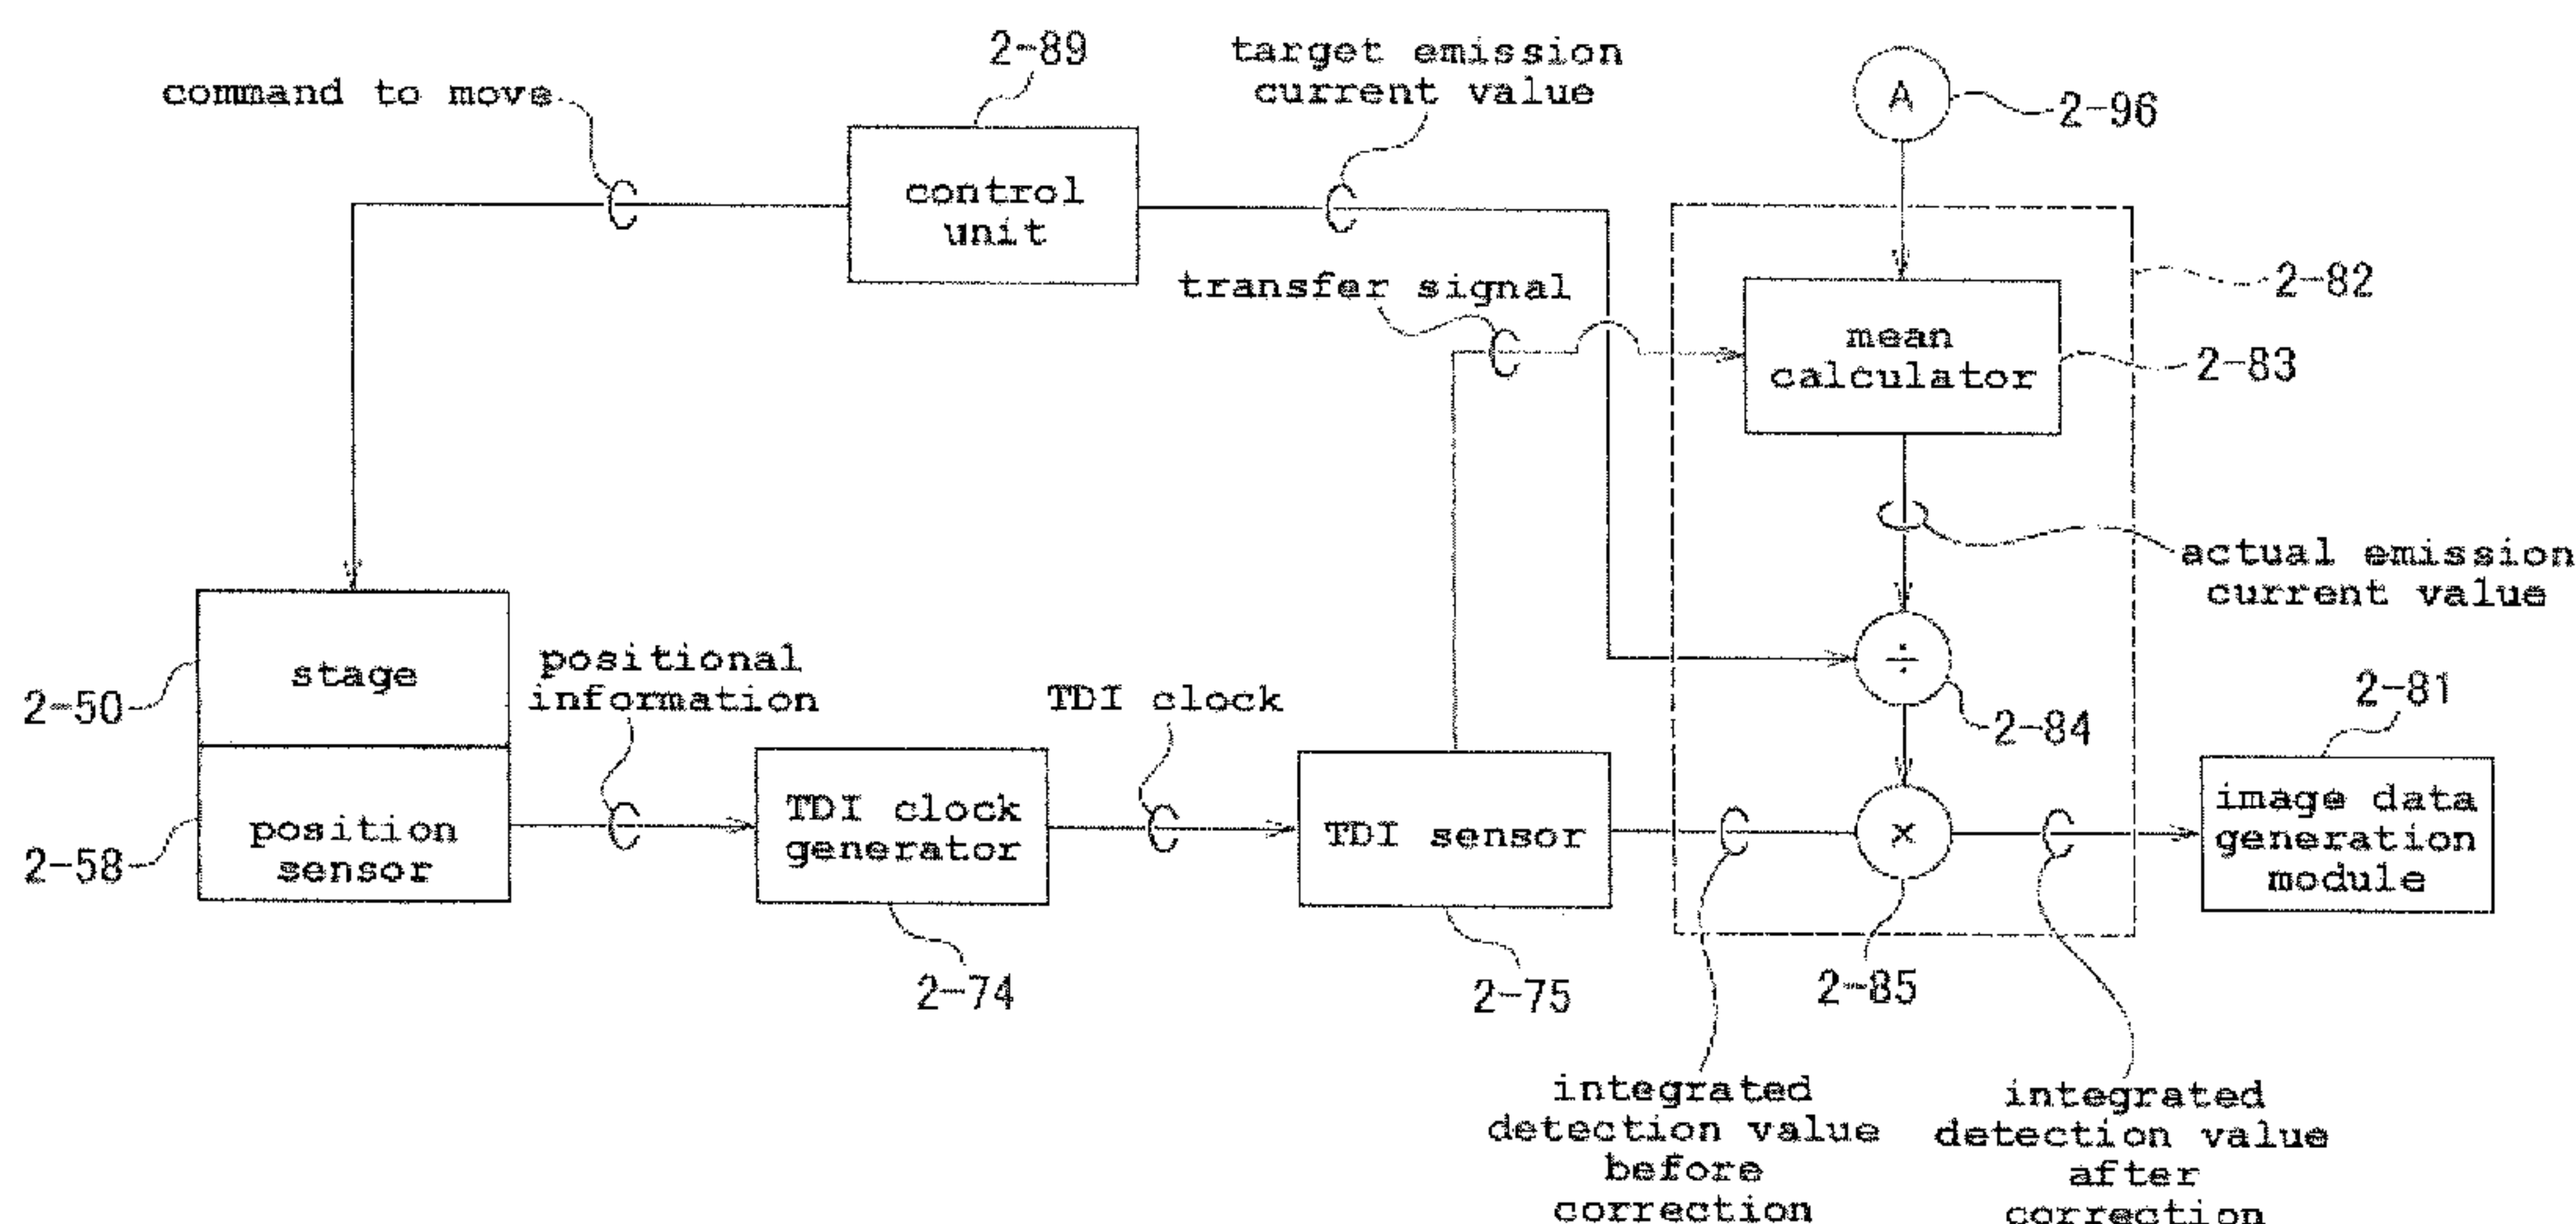 2-89
target emission
current value
command to move
A
2-96
control
unit
transfer signal
2-82
mean
calculator
2-83
actual emission
current value
stage
2-50
positional
information
TDI clock
÷
2-84
2-81
position
sensor
2-58
TDI clock
generator
TDI sensor
×
image data
generation
module
2-74
2-75
2-85
integrated
detection value
before
correction
integrated
detection value
after
correction